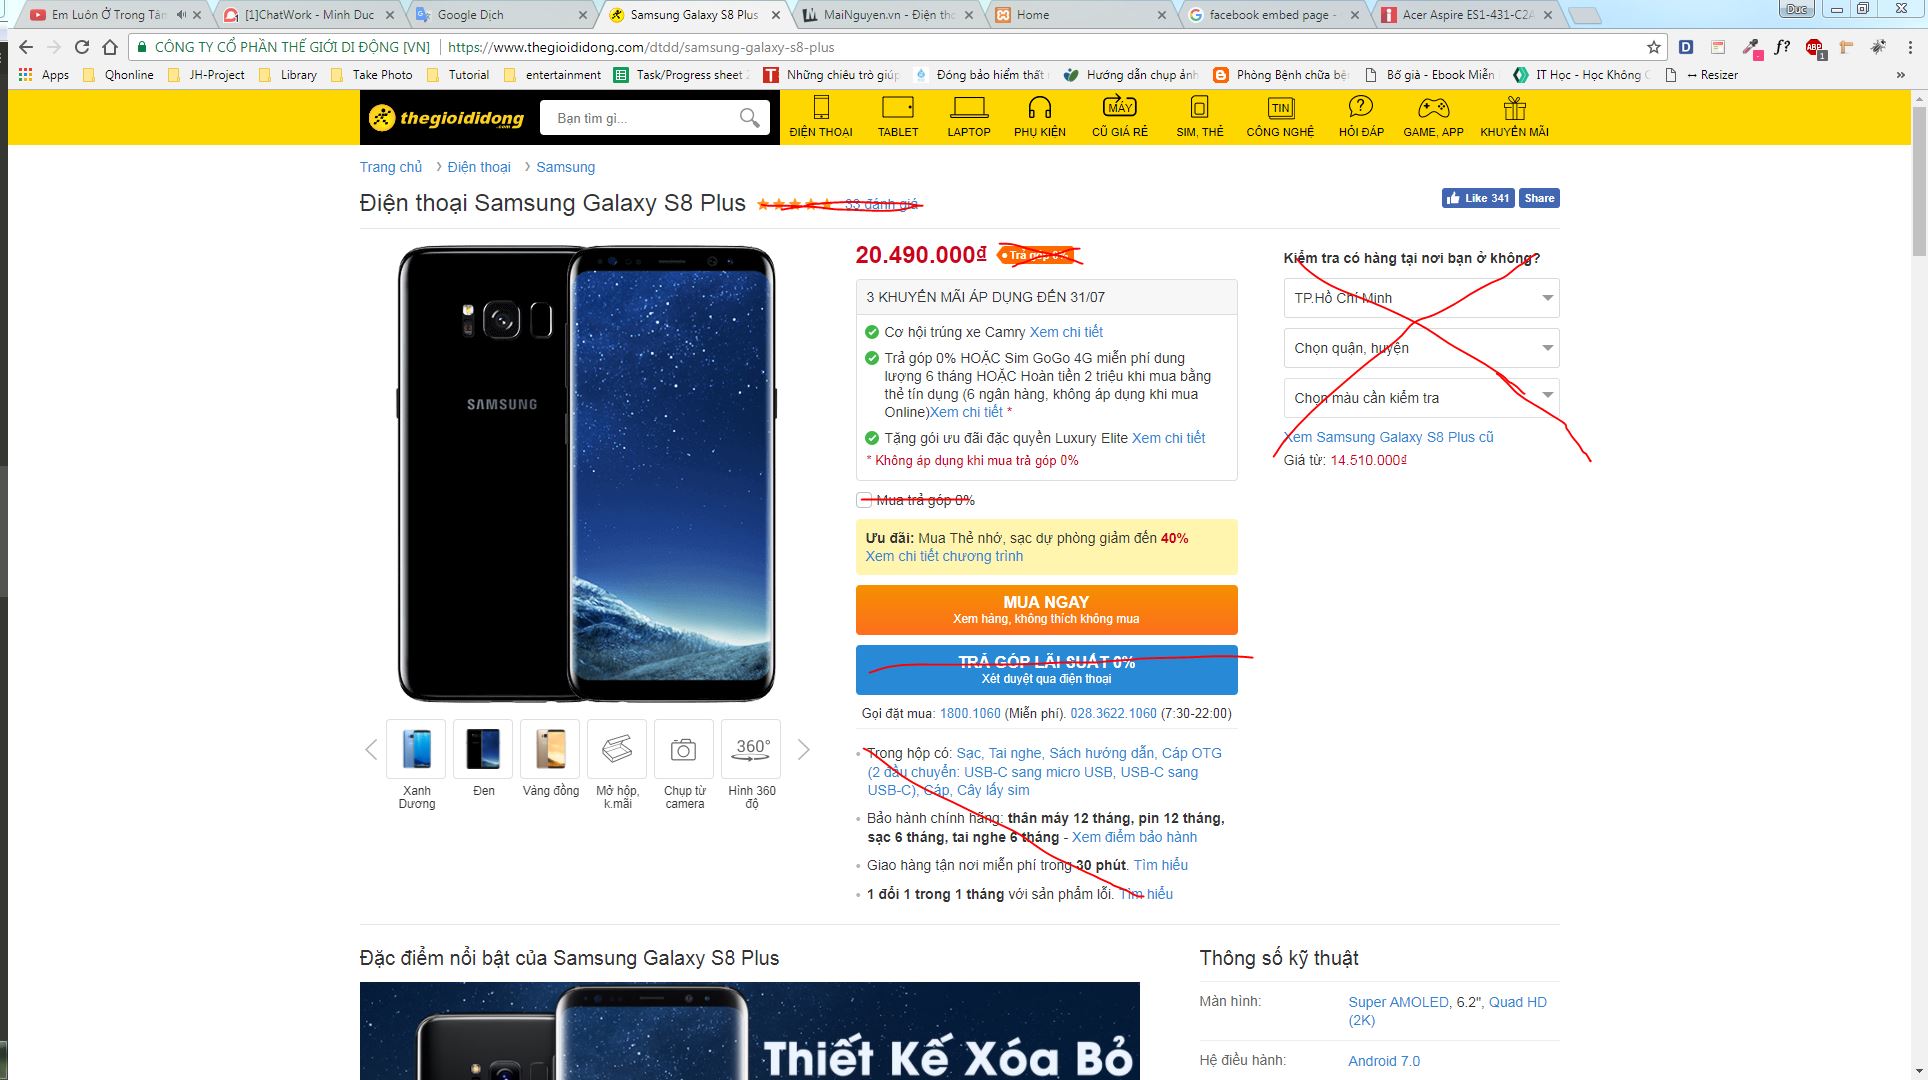 Em Luôn Ở Trong Tâm
[1]ChatWork - Minh Duc
Google Dịch
Samsung Galaxy S8 Plus
MaiNguyen.vn - Điện tho
Home
facebook embed page -
Acer Aspire ES1-431-C2A
Duc
CÔNG TY CỔ PHẦN THẾ GIỚI DI ĐỘNG [VN]
https://www.thegioididong.com/dtdd/samsung-galaxy-s8-plus
Apps
Qhonline
JH-Project
Library
Take Photo
Tutorial
entertainment
Task/Progress sheet 2
Những chiêu trò giúp
Đóng bảo hiểm thất
Hướng dẫn chụp ảnh
Phòng Bệnh chữa bệ
Bố già - Ebook Miễn
IT Học - Học Không
↔ Resizer
»
thegioididong
.com
Bạn tìm gì...
ĐIỆN THOẠI
TABLET
LAPTOP
PHỤ KIỆN
MÁY
CŨ GIÁ RẺ
SIM, THẺ
TIN
CÔNG NGHỆ
HỎI ĐÁP
GAME, APP
KHUYẾN MÃI
Trang chủ › Điện thoại › Samsung
Điện thoại Samsung Galaxy S8 Plus
33 đánh giá
Like 341
Share
20.490.000₫
Trả góp 0%
3 KHUYẾN MÃI ÁP DỤNG ĐẾN 31/07
Cơ hội trúng xe Camry Xem chi tiết
Trả góp 0% HOẶC Sim GoGo 4G miễn phí dung
lượng 6 tháng HOẶC Hoàn tiền 2 triệu khi mua bằng
thẻ tín dụng (6 ngân hàng, không áp dụng khi mua
Online)Xem chi tiết *
Tặng gói ưu đãi đặc quyền Luxury Elite Xem chi tiết
* Không áp dụng khi mua trả góp 0%
Mua trả góp 0%
Ưu đãi: Mua Thẻ nhớ, sạc dự phòng giảm đến 40%
Xem chi tiết chương trình
MUA NGAY
Xem hàng, không thích không mua
TRẢ GÓP LÃI SUẤT 0%
Xét duyệt qua điện thoại
Gọi đặt mua: 1800.1060 (Miễn phí). 028.3622.1060 (7:30-22:00)
Trong hộp có: Sạc, Tai nghe, Sách hướng dẫn, Cáp OTG
(2 đầu chuyển: USB-C sang micro USB, USB-C sang
USB-C), Cáp, Cây lấy sim
Bảo hành chính hãng: thân máy 12 tháng, pin 12 tháng,
sạc 6 tháng, tai nghe 6 tháng - Xem điểm bảo hành
Giao hàng tận nơi miễn phí trong 30 phút. Tìm hiểu
1 đổi 1 trong 1 tháng với sản phẩm lỗi. Tìm hiểu
Kiểm tra có hàng tại nơi bạn ở không?
TP.Hồ Chí Minh
Chọn quận, huyện
Chọn màu cần kiểm tra
Xem Samsung Galaxy S8 Plus cũ
Giá từ: 14.510.000₫
SAMSUNG
360°
Xanh
Dương
Đen
Vàng đồng
Mở hộp,
k.mãi
Chụp từ
camera
Hình 360
độ
Đặc điểm nổi bật của Samsung Galaxy S8 Plus
Thiết Kế Xóa Bỏ
Thông số kỹ thuật
Màn hình: Super AMOLED, 6.2", Quad HD
(2K)
Hệ điều hành: Android 7.0